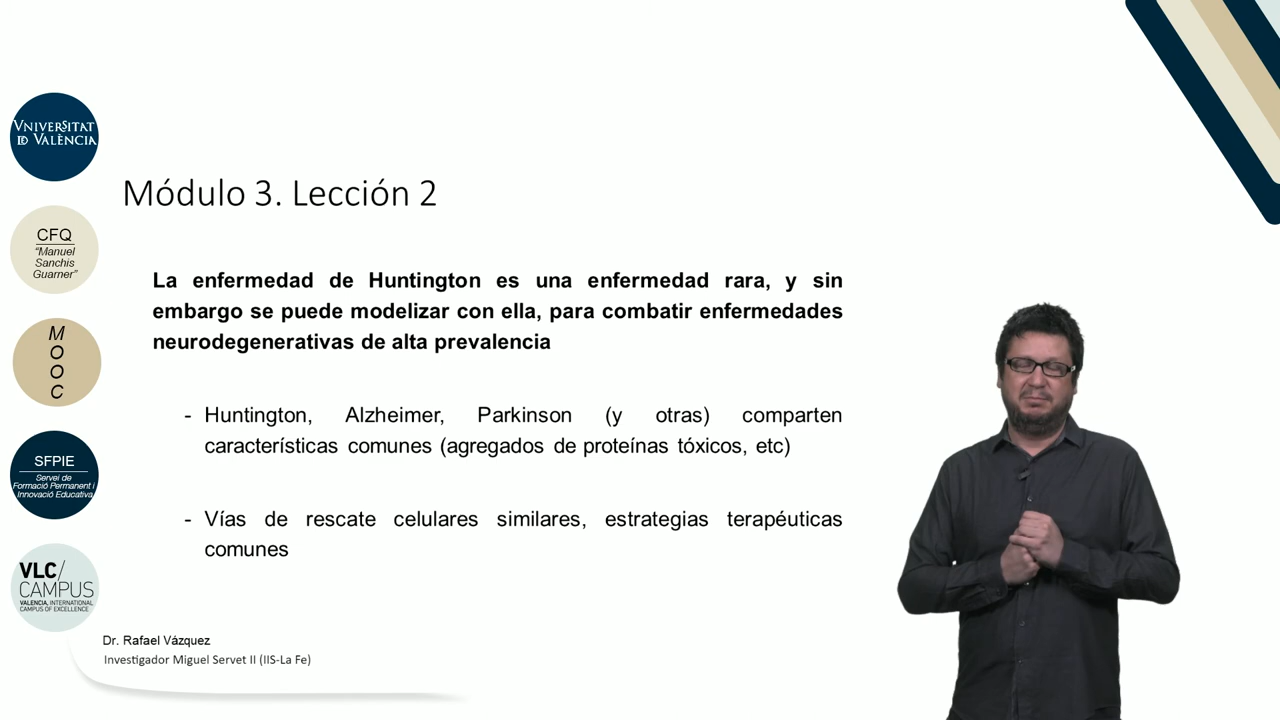 VNIVERSITAT
ID VALÈNCIA
CFQ
"Manuel
Sanchis
Guarner"
M
O
O
C
SFPIE
Servei de
Formació Permanent i
Innovació Educativa
VLC/
CAMPUS
VALENCIA, INTERNATIONAL
CAMPUS OF EXCELLENCE
Módulo 3. Lección 2
La enfermedad de Huntington es una enfermedad rara, y sin
embargo se puede modelizar con ella, para combatir enfermedades
neurodegenerativas de alta prevalencia
- Huntington, Alzheimer, Parkinson (y otras) comparten
características comunes (agregados de proteínas tóxicos, etc)
- Vías de rescate celulares similares, estrategias terapéuticas
comunes
Dr. Rafael Vázquez
Investigador Miguel Servet II (IIS-La Fe)